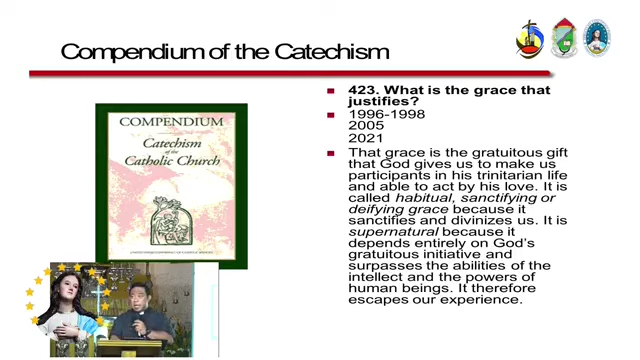 Compendium of the Catechism
423. What is the grace that
justifies?
1996-1998
2005
2021
That grace is the gratuitous gift
that God gives us to make us
participants in his trinitarian life
and able to act by his love. It is
called habitual, sanctifying or
deifying grace because it
sanctifies and divinizes us. It is
supernatural because it
depends entirely on God's
gratuitous initiative and
surpasses the abilities of the
intellect and the powers of
human beings. It therefore
escapes our experience.
COMPENDIUM
Catechism
of the
Catholic Church